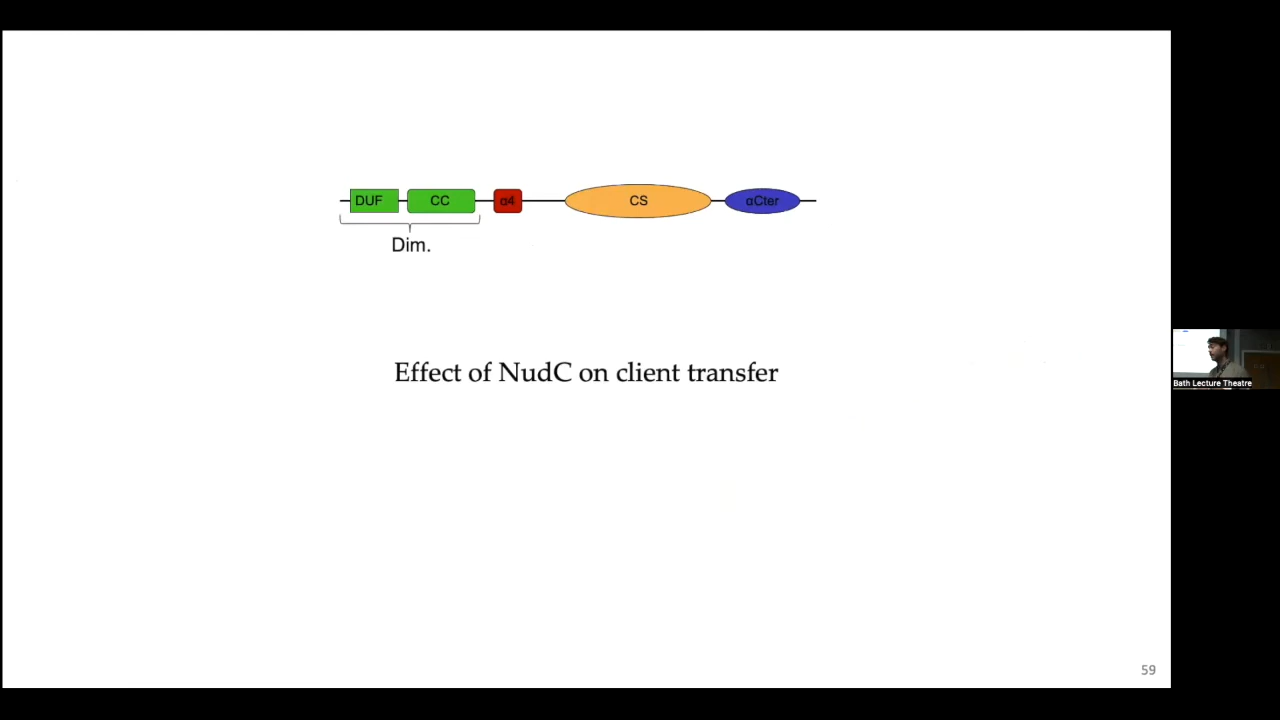 DUF CC α4 CS αCter
Dim.
Effect of NudC on client transfer
Bath Lecture Theatre
59